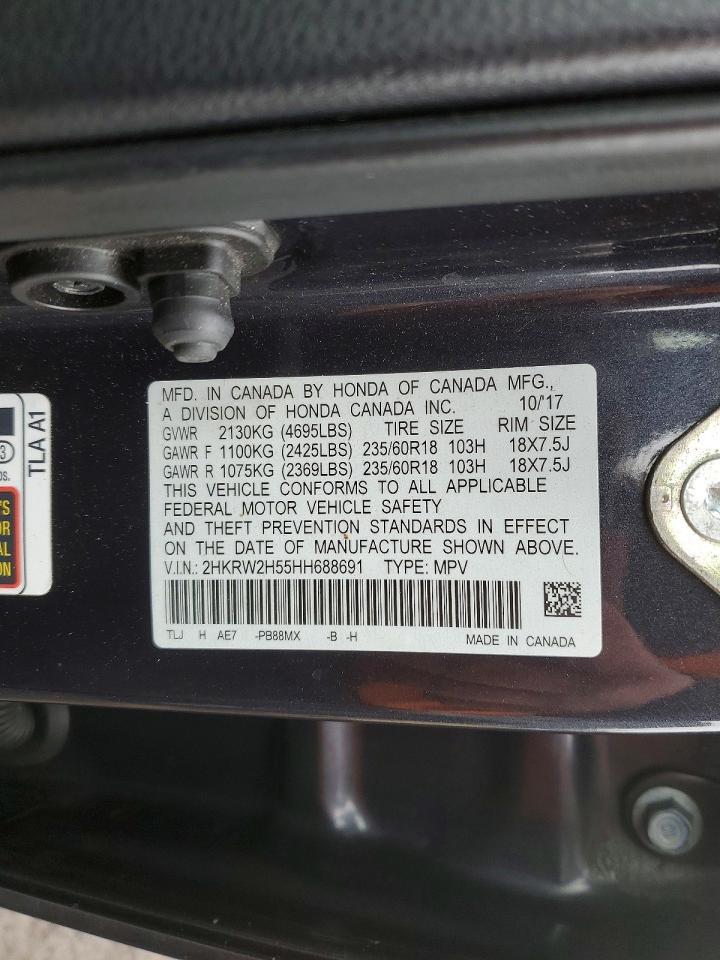 MFD. IN CANADA BY HONDA OF CANADA MFG.,
A DIVISION OF HONDA CANADA INC. 10/'17
GVWR 2130KG (4695LBS) TIRE SIZE RIM SIZE
GAWR F 1100KG (2425LBS) 235/60R18 103H 18X7.5J
GAWR R 1075KG (2369LBS) 235/60R18 103H 18X7.5J
THIS VEHICLE CONFORMS TO ALL APPLICABLE
FEDERAL MOTOR VEHICLE SAFETY
AND THEFT PREVENTION STANDARDS IN EFFECT
ON THE DATE OF MANUFACTURE SHOWN ABOVE.
V.I.N.: 2HKRW2H55HH688691 TYPE: MPV
TLJ H AE7 -PB88MX -B -H MADE IN CANADA
TLA A1